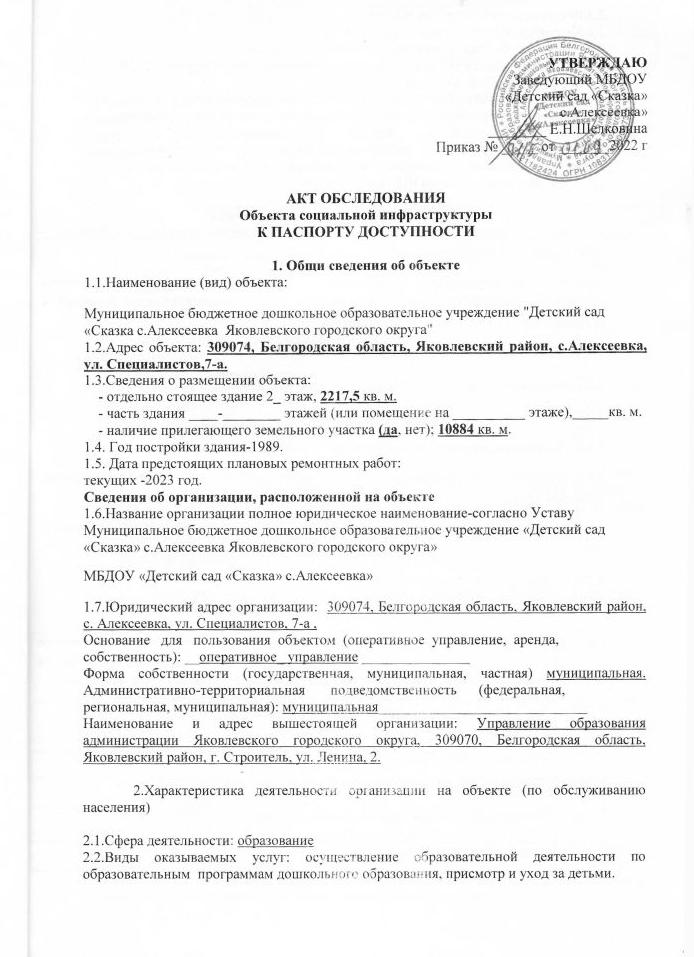 УТВЕРЖДАЮ
Заведующий МБДОУ
«Детский сад «Сказка»
с.Алексеевка»
Е.Н.Шелковина
Приказ № от 2022 г
АКТ ОБСЛЕДОВАНИЯ
Объекта социальной инфраструктуры
К ПАСПОРТУ ДОСТУПНОСТИ
1. Общи сведения об объекте
1.1.Наименование (вид) объекта:
Муниципальное бюджетное дошкольное образовательное учреждение "Детский сад
«Сказка с.Алексеевка Яковлевского городского округа"
1.2.Адрес объекта: 309074, Белгородская область, Яковлевский район, с.Алексеевка,
ул. Специалистов,7-а.
1.3.Сведения о размещении объекта:
- отдельно стоящее здание 2_ этаж, 2217,5 кв. м.
- часть здания ____-________ этажей (или помещение на __________ этаже),_____кв. м.
- наличие прилегающего земельного участка (да, нет); 10884 кв. м.
1.4. Год постройки здания-1989.
1.5. Дата предстоящих плановых ремонтных работ:
текущих -2023 год.
Сведения об организации, расположенной на объекте
1.6.Название организации полное юридическое наименование-согласно Уставу
Муниципальное бюджетное дошкольное образовательное учреждение «Детский сад
«Сказка» с.Алексеевка Яковлевского городского округа»
МБДОУ «Детский сад «Сказка» с.Алексеевка»
1.7.Юридический адрес организации: 309074, Белгородская область, Яковлевский район,
с. Алексеевка, ул. Специалистов, 7-а .
Основание для пользования объектом (оперативное управление, аренда,
собственность): __оперативное_управление _______________
Форма собственности (государственная, муниципальная, частная) муниципальная.
Административно-территориальная подведомственность (федеральная,
региональная, муниципальная): муниципальная_____________________________
Наименование и адрес вышестоящей организации: Управление образования
администрации Яковлевского городского округа, 309070, Белгородская область,
Яковлевский район, г. Строитель, ул. Ленина, 2.
2.Характеристика деятельности организации на объекте (по обслуживанию
населения)
2.1.Сфера деятельности: образование
2.2.Виды оказываемых услуг: осуществление образовательной деятельности по
образовательным программам дошкольного образования, присмотр и уход за детьми.